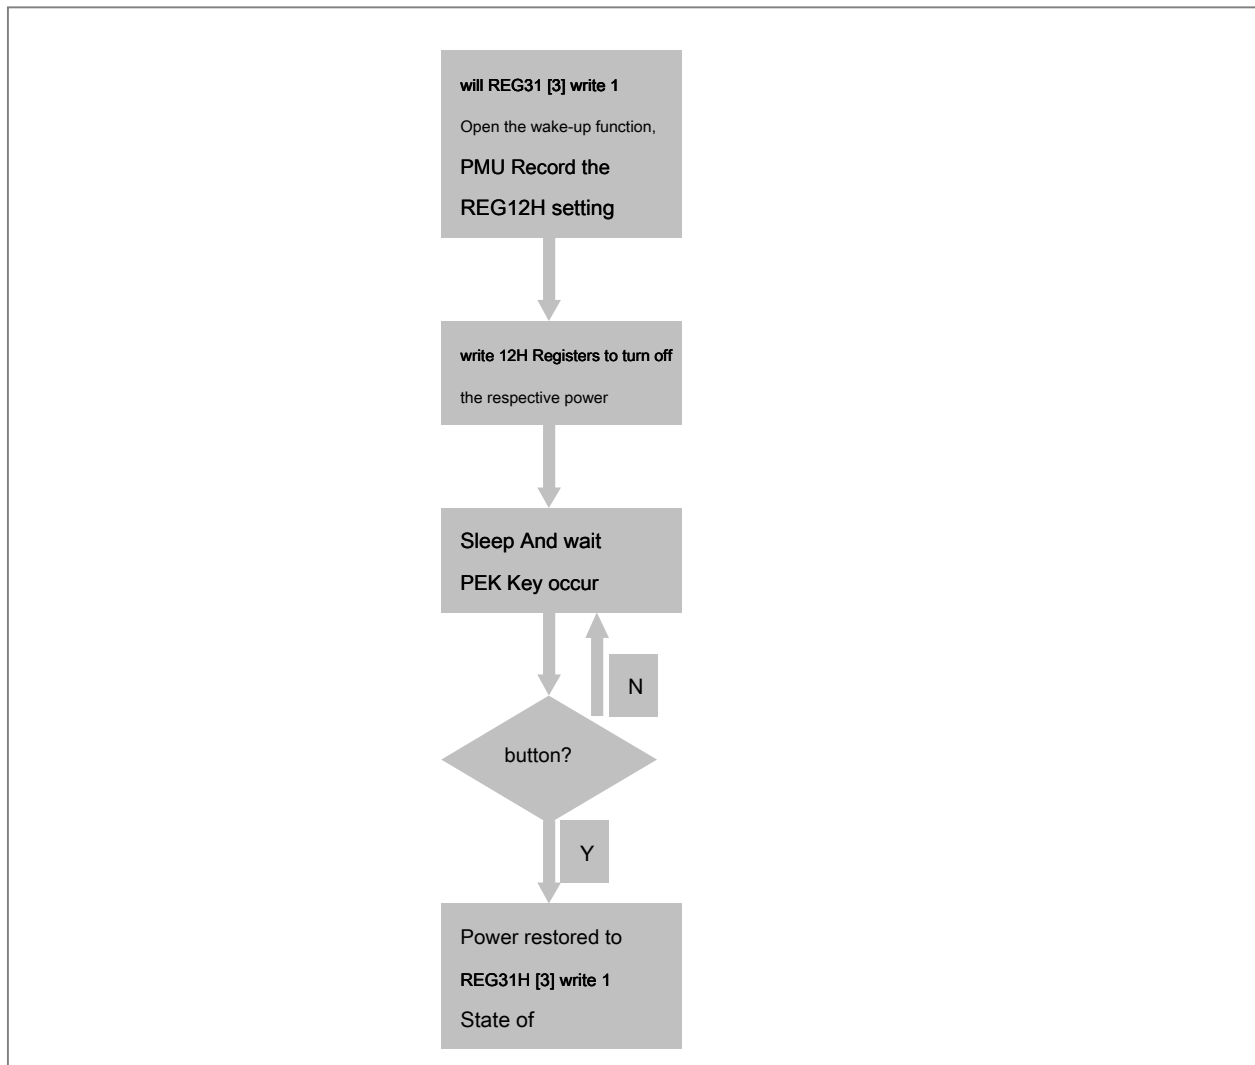 will REG31 [3] write 1
Open the wake-up function,
PMU Record the
REG12H setting
write 12H Registers to turn off
the respective power
Sleep And wait
PEK Key occur
N
button?
Y
Power restored to
REG31H [3] write 1
State of